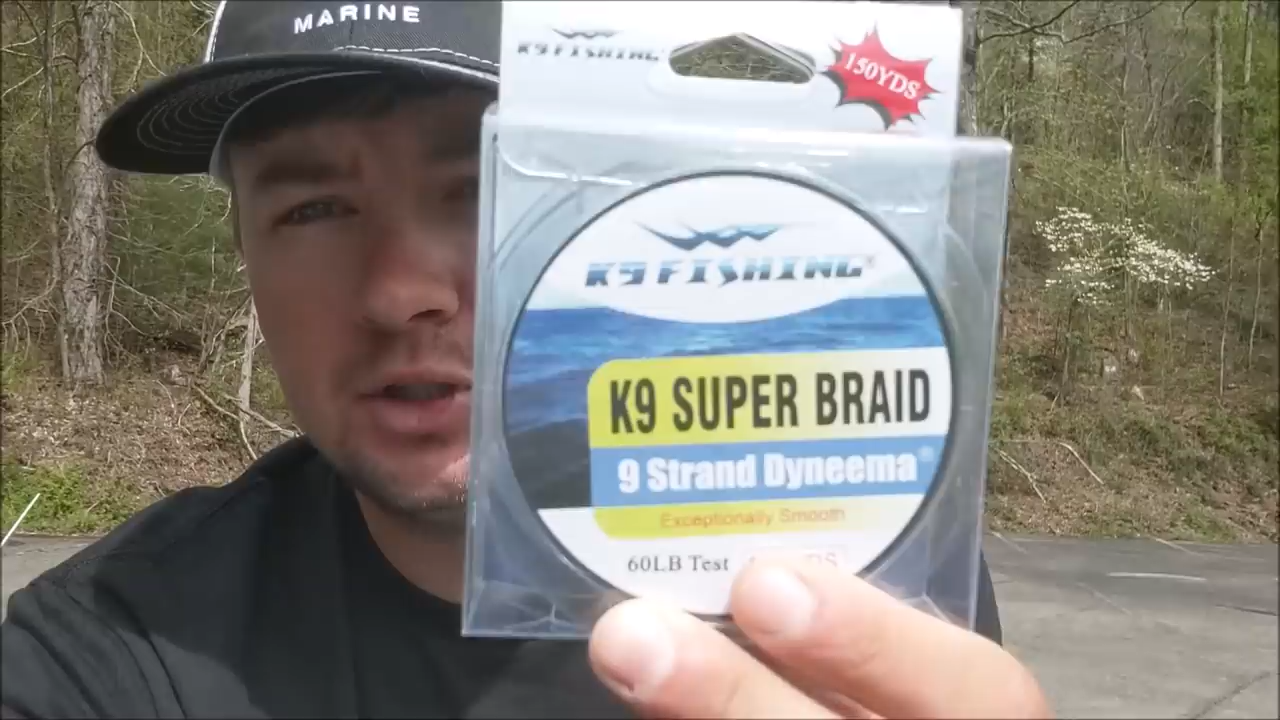 MARINE
K9 FISHING
150YDS
K9 FISHING®
K9 SUPER BRAID
9 Strand Dyneema®
Exceptionally Smooth
60LB Test